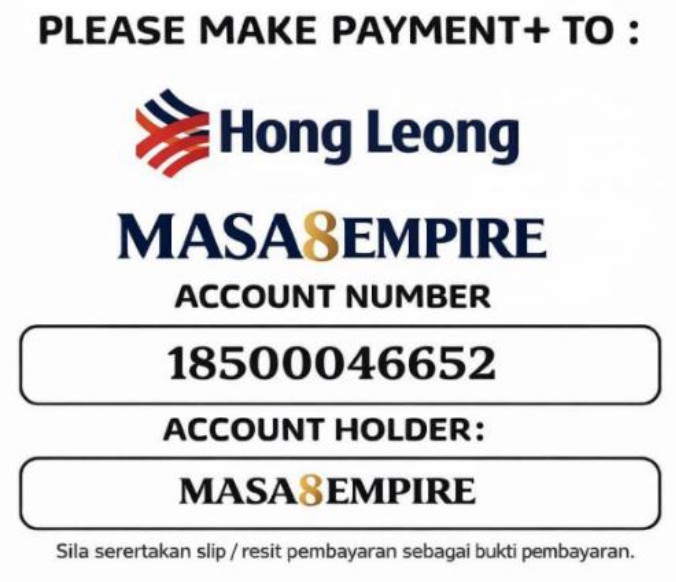 PLEASE MAKE PAYMENT+ TO :
Hong Leong
MASA8EMPIRE
ACCOUNT NUMBER
18500046652
ACCOUNT HOLDER:
MASA8EMPIRE
Sila serertakan slip / resit pembayaran sebagai bukti pembayaran.